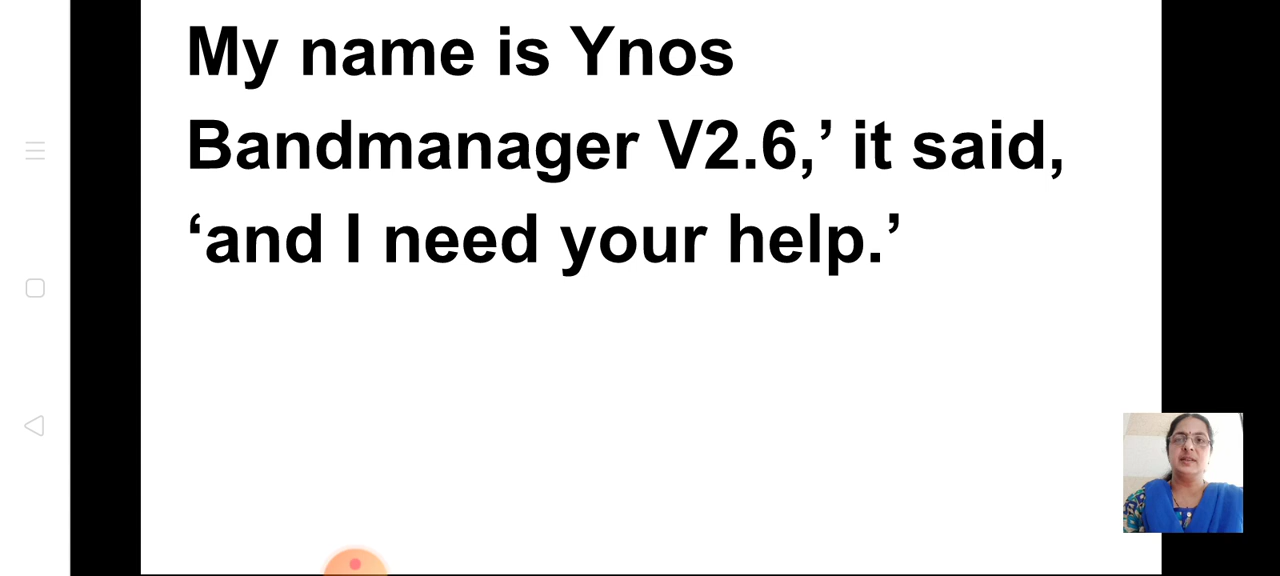 My name is Ynos
Bandmanager V2.6,’ it said,
‘and I need your help.’